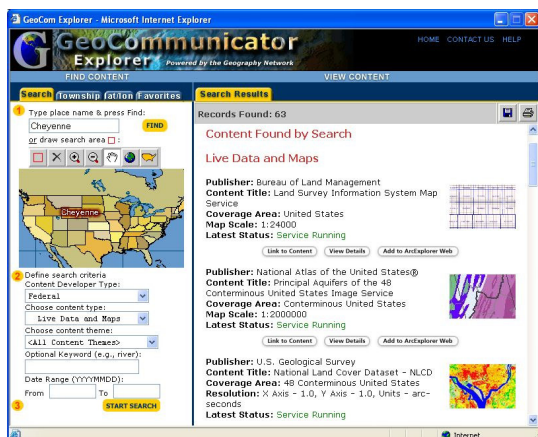 GeoCom Explorer - Microsoft Internet Explorer
GeoCommunicator
Explorer Powered by the Geography Network
HOME CONTACT US HELP
FIND CONTENT
VIEW CONTENT
Search Township Lat/lon Favorites
Search Results
1 Type place name & press Find:
Cheyenne FIND
or draw search area :
Cheyenne
2 Define search criteria
Content Developer Type:
Federal
Choose content type:
Live Data and Maps
Choose content theme:
<All Content Themes>
Optional Keyword (e.g., river):
Date Range (YYYYMMDD):
From To
3 START SEARCH
Records Found: 63
Content Found by Search
Live Data and Maps
Publisher: Bureau of Land Management
Content Title: Land Survey Information System Map
Service
Coverage Area: United States
Map Scale: 1:24000
Latest Status: Service Running
Link to Content View Details Add to ArcExplorer Web
Publisher: National Atlas of the United States®
Content Title: Principal Aquifers of the 48
Conterminous United States Image Service
Coverage Area: Conterminous United States
Map Scale: 1:2000000
Latest Status: Service Running
Link to Content View Details Add to ArcExplorer Web
Publisher: U.S. Geological Survey
Content Title: National Land Cover Dataset - NLCD
Coverage Area: 48 Conterminous United States
Resolution: X Axis - 1.0, Y Axis - 1.0, Units - arc-
seconds
Latest Status: Service Running
Internet